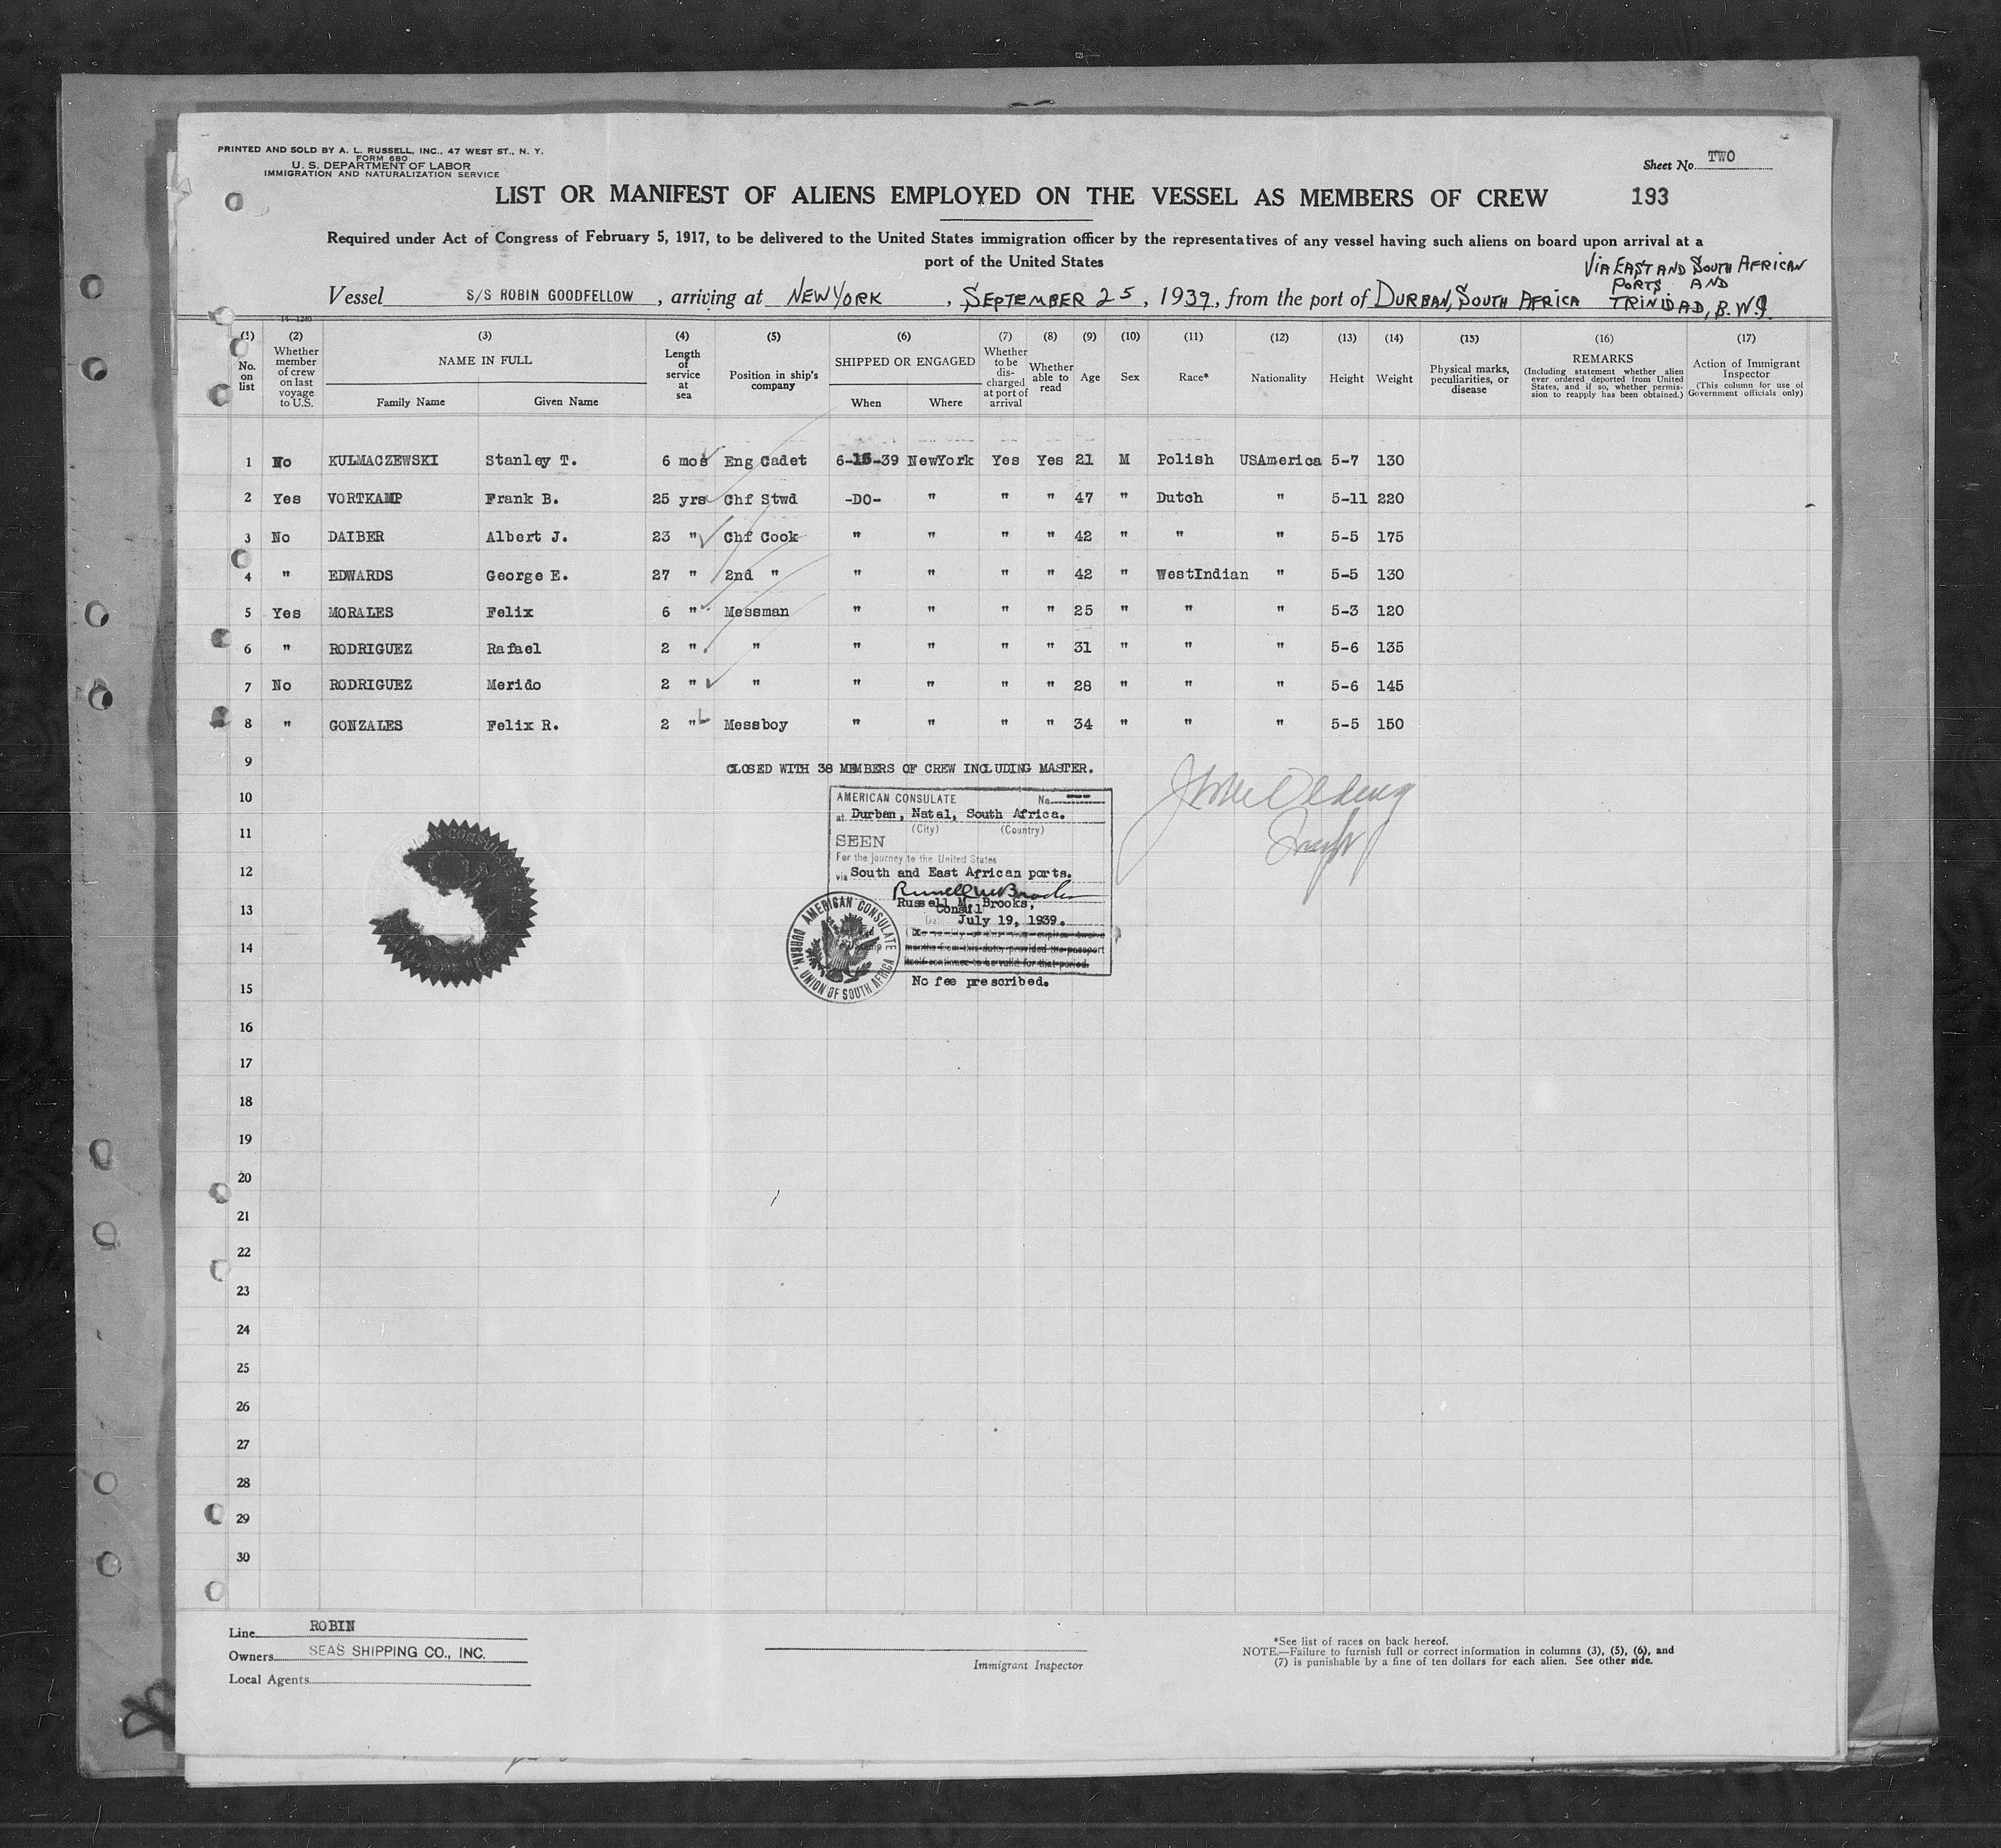 PRINTED AND SOLD BY A. L. RUSSELL, INC., 47 WEST ST., N. Y.
FORM 680
U. S. DEPARTMENT OF LABOR
IMMIGRATION AND NATURALIZATION SERVICE
Sheet No. TWO
LIST OR MANIFEST OF ALIENS EMPLOYED ON THE VESSEL AS MEMBERS OF CREW 193
Required under Act of Congress of February 5, 1917, to be delivered to the United States immigration officer by the representatives of any vessel having such aliens on board upon arrival at a
port of the United States
VIA EAST AND SOUTH AFRICAN
PORTS AND
Vessel S/S ROBIN GOODFELLOW , arriving at NEW YORK , SEPTEMBER 25 , 1939, from the port of DURBAN, SOUTH AFRICA TRINIDAD, B.W.I.
14—1240
(1) (2) (3) (4) (5) (6) (7) (8) (9) (10) (11) (12) (13) (14) (15) (16) (17)
No. on list
Whether member of crew on last voyage to U.S.
NAME IN FULL
Family Name Given Name
Length of service at sea
Position in ship's company
SHIPPED OR ENGAGED
When Where
Whether to be discharged at port of arrival
Whether able to read
Age
Sex
Race*
Nationality
Height
Weight
Physical marks, peculiarities, or disease
REMARKS
(Including statement whether alien ever ordered deported from United States, and if so, whether permission to reapply has been obtained.)
Action of Immigrant Inspector
(This column for use of Government officials only)
1 No KULMACZEWSKI Stanley T. 6 mos Eng Cadet 6-15-39 NewYork Yes Yes 21 M Polish USAmerica 5-7 130
2 Yes VORTKAMP Frank B. 25 yrs Chf Stwd -DO- " " " 47 " Dutch " 5-11 220
3 No DAIBER Albert J. 23 " Chf Cook " " " " 42 " " " 5-5 175
4 " EDWARDS George E. 27 " 2nd " " " " " 42 " WestIndian " 5-5 130
5 Yes MORALES Felix 6 " Messman " " " " 25 " " " 5-3 120
6 " RODRIGUEZ Rafael 2 " " " " " " 31 " " " 5-6 135
7 No RODRIGUEZ Merido 2 " " " " " " 28 " " " 5-6 145
8 " GONZALES Felix R. 2 " Messboy " " " " 34 " " " 5-5 150
9
CLOSED WITH 38 MEMBERS OF CREW INCLUDING MASTER.
10
AMERICAN CONSULATE No. ---
at Durban, Natal, South Africa.
(City) (Country)
11
SEEN
For the journey to the United States
12
via South and East African ports.
Russell M. Brooks
Russell M. Brooks,
13
Consul
Date July 19, 1939.
14
months from this date, provided the passport
itself continues to be valid for that period.
AMERICAN CONSULATE
DURBAN, UNION OF SOUTH AFRICA
No fee prescribed.
15
16
17
18
19
20
21
22
23
24
25
26
27
28
29
30
Line ROBIN
Owners SEAS SHIPPING CO., INC.
Local Agents
Immigrant Inspector
*See list of races on back hereof.
NOTE.—Failure to furnish full or correct information in columns (3), (5), (6), and
(7) is punishable by a fine of ten dollars for each alien. See other side.